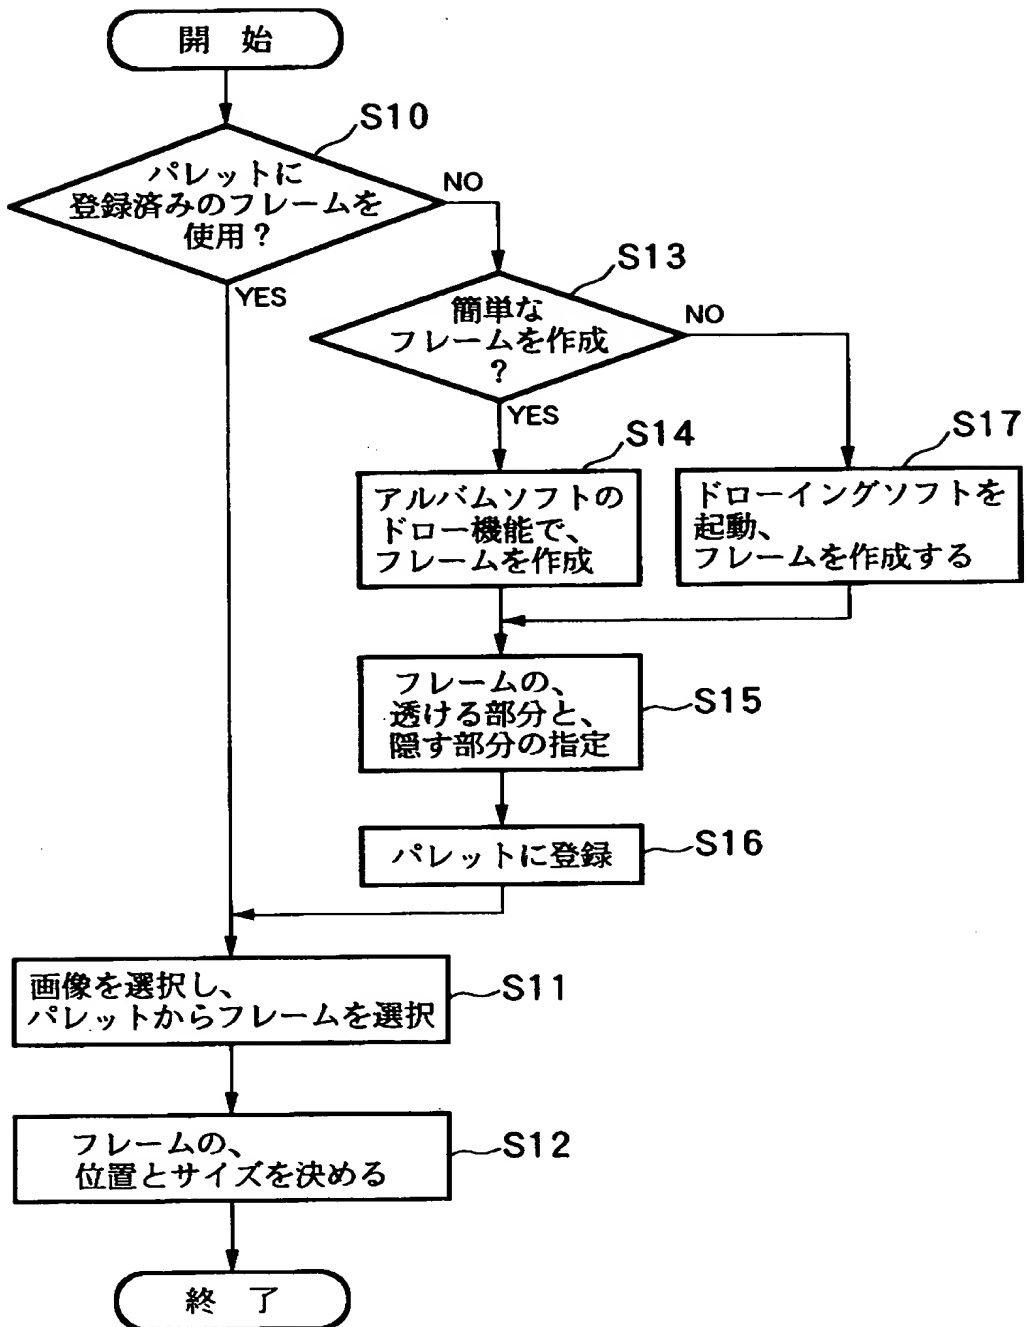 開始
S10
パレットに
登録済みのフレームを
使用？
NO
YES
S13
簡単な
フレームを作成
？
NO
YES
S14
アルバムソフトの
ドロー機能で、
フレームを作成
S17
ドローイングソフトを
起動、
フレームを作成する
フレームの、
透ける部分と、
隠す部分の指定
S15
パレットに登録
S16
画像を選択し、
パレットからフレームを選択
S11
フレームの、
位置とサイズを決める
S12
終了